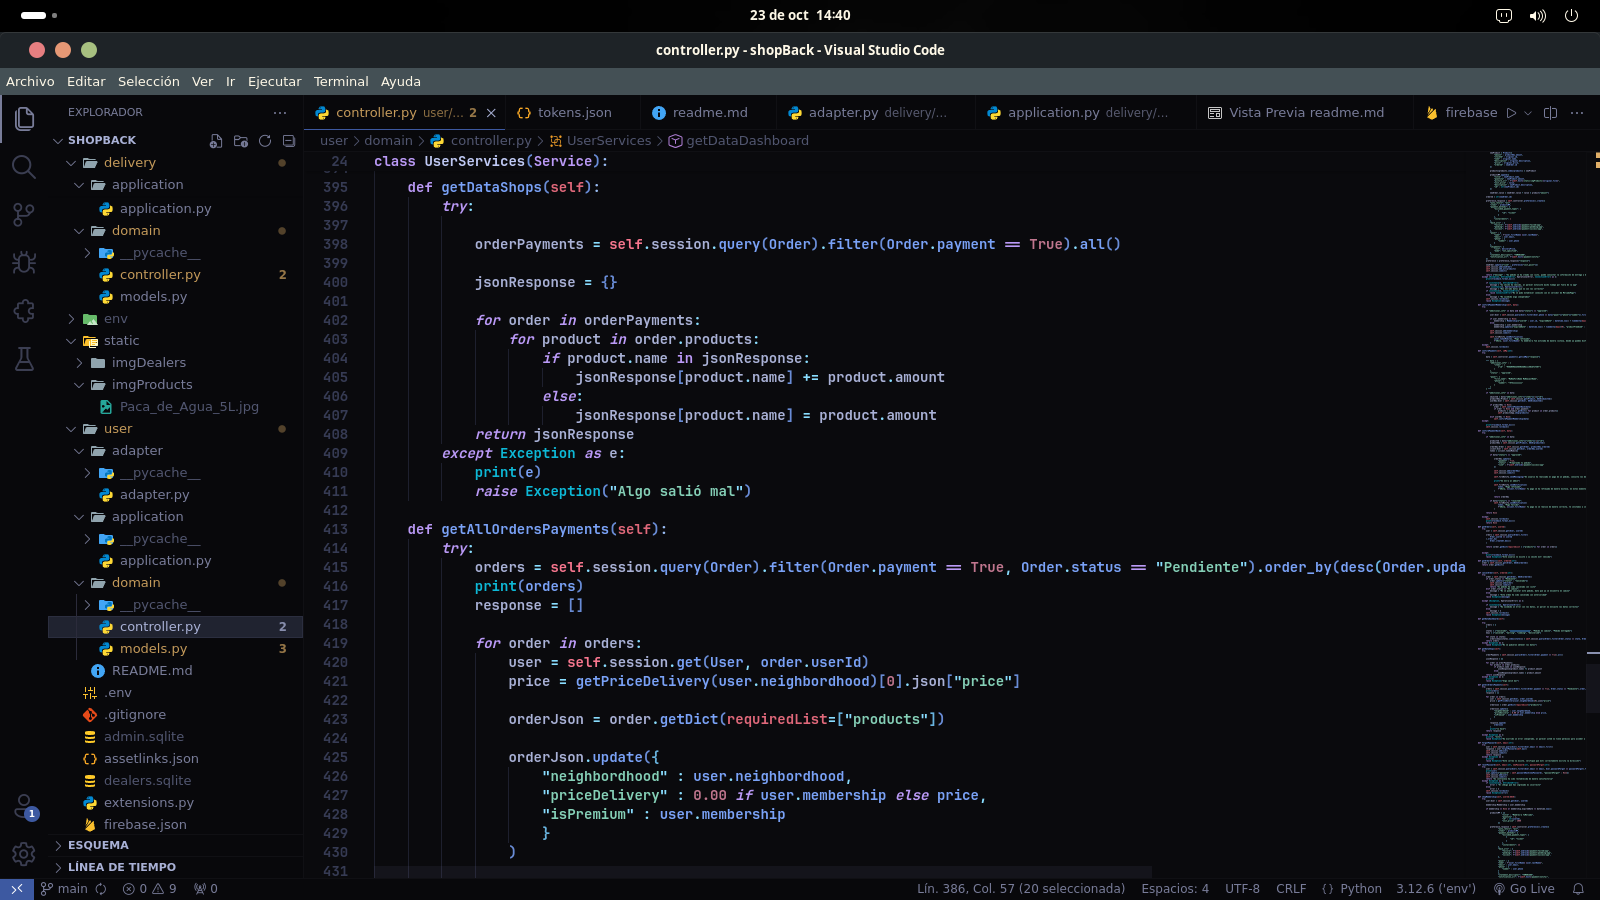 23 de oct 14:40
controller.py - shopBack - Visual Studio Code
Archivo Editar Selección Ver Ir Ejecutar Terminal Ayuda
EXPLORADOR
SHOPBACK
delivery
application
application.py
domain
__pycache__
controller.py 2
models.py
env
static
imgDealers
imgProducts
Paca_de_Agua_5L.jpg
user
adapter
__pycache__
adapter.py
application
__pycache__
application.py
domain
__pycache__
controller.py 2
models.py 3
README.md
.env
.gitignore
admin.sqlite
assetlinks.json
dealers.sqlite
extensions.py
firebase.json
ESQUEMA
LÍNEA DE TIEMPO
controller.py user/... 2 tokens.json readme.md adapter.py delivery/... application.py delivery/... Vista Previa readme.md firebase
user > domain > controller.py > UserServices > getDataDashboard
24 class UserServices(Service):
395 def getDataShops(self):
396 try:
397
398 orderPayments = self.session.query(Order).filter(Order.payment == True).all()
399
400 jsonResponse = {}
401
402 for order in orderPayments:
403 for product in order.products:
404 if product.name in jsonResponse:
405 jsonResponse[product.name] += product.amount
406 else:
407 jsonResponse[product.name] = product.amount
408 return jsonResponse
409 except Exception as e:
410 print(e)
411 raise Exception("Algo salió mal")
412
413 def getAllOrdersPayments(self):
414 try:
415 orders = self.session.query(Order).filter(Order.payment == True, Order.status == "Pendiente").order_by(desc(Order.upda
416 print(orders)
417 response = []
418
419 for order in orders:
420 user = self.session.get(User, order.userId)
421 price = getPriceDelivery(user.neighbordhood)[0].json["price"]
422
423 orderJson = order.getDict(requiredList=["products"])
424
425 orderJson.update({
426 "neighbordhood" : user.neighbordhood,
427 "priceDelivery" : 0.00 if user.membership else price,
428 "isPremium" : user.membership
429 }
430 )
431
1
main 0 9 0 Lín. 386, Col. 57 (20 seleccionada) Espacios: 4 UTF-8 CRLF {} Python 3.12.6 ('env') Go Live